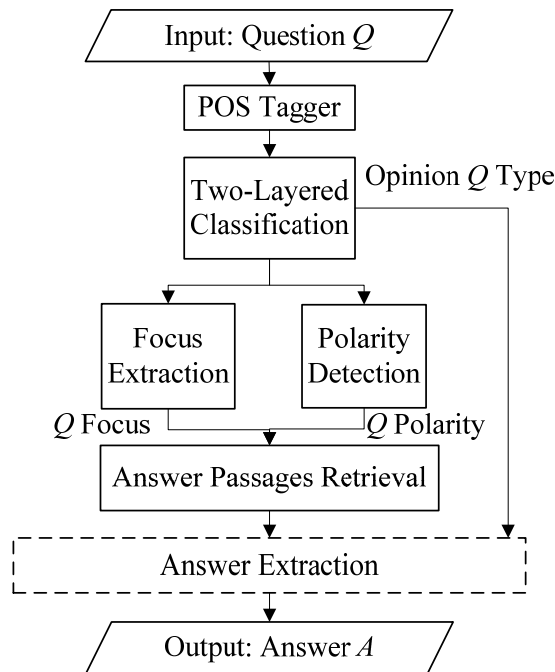 Input: Question Q
POS Tagger
Two-Layered
Classification
Opinion Q Type
Focus
Extraction
Polarity
Detection
Q Focus
Q Polarity
Answer Passages Retrieval
Answer Extraction
Output: Answer A